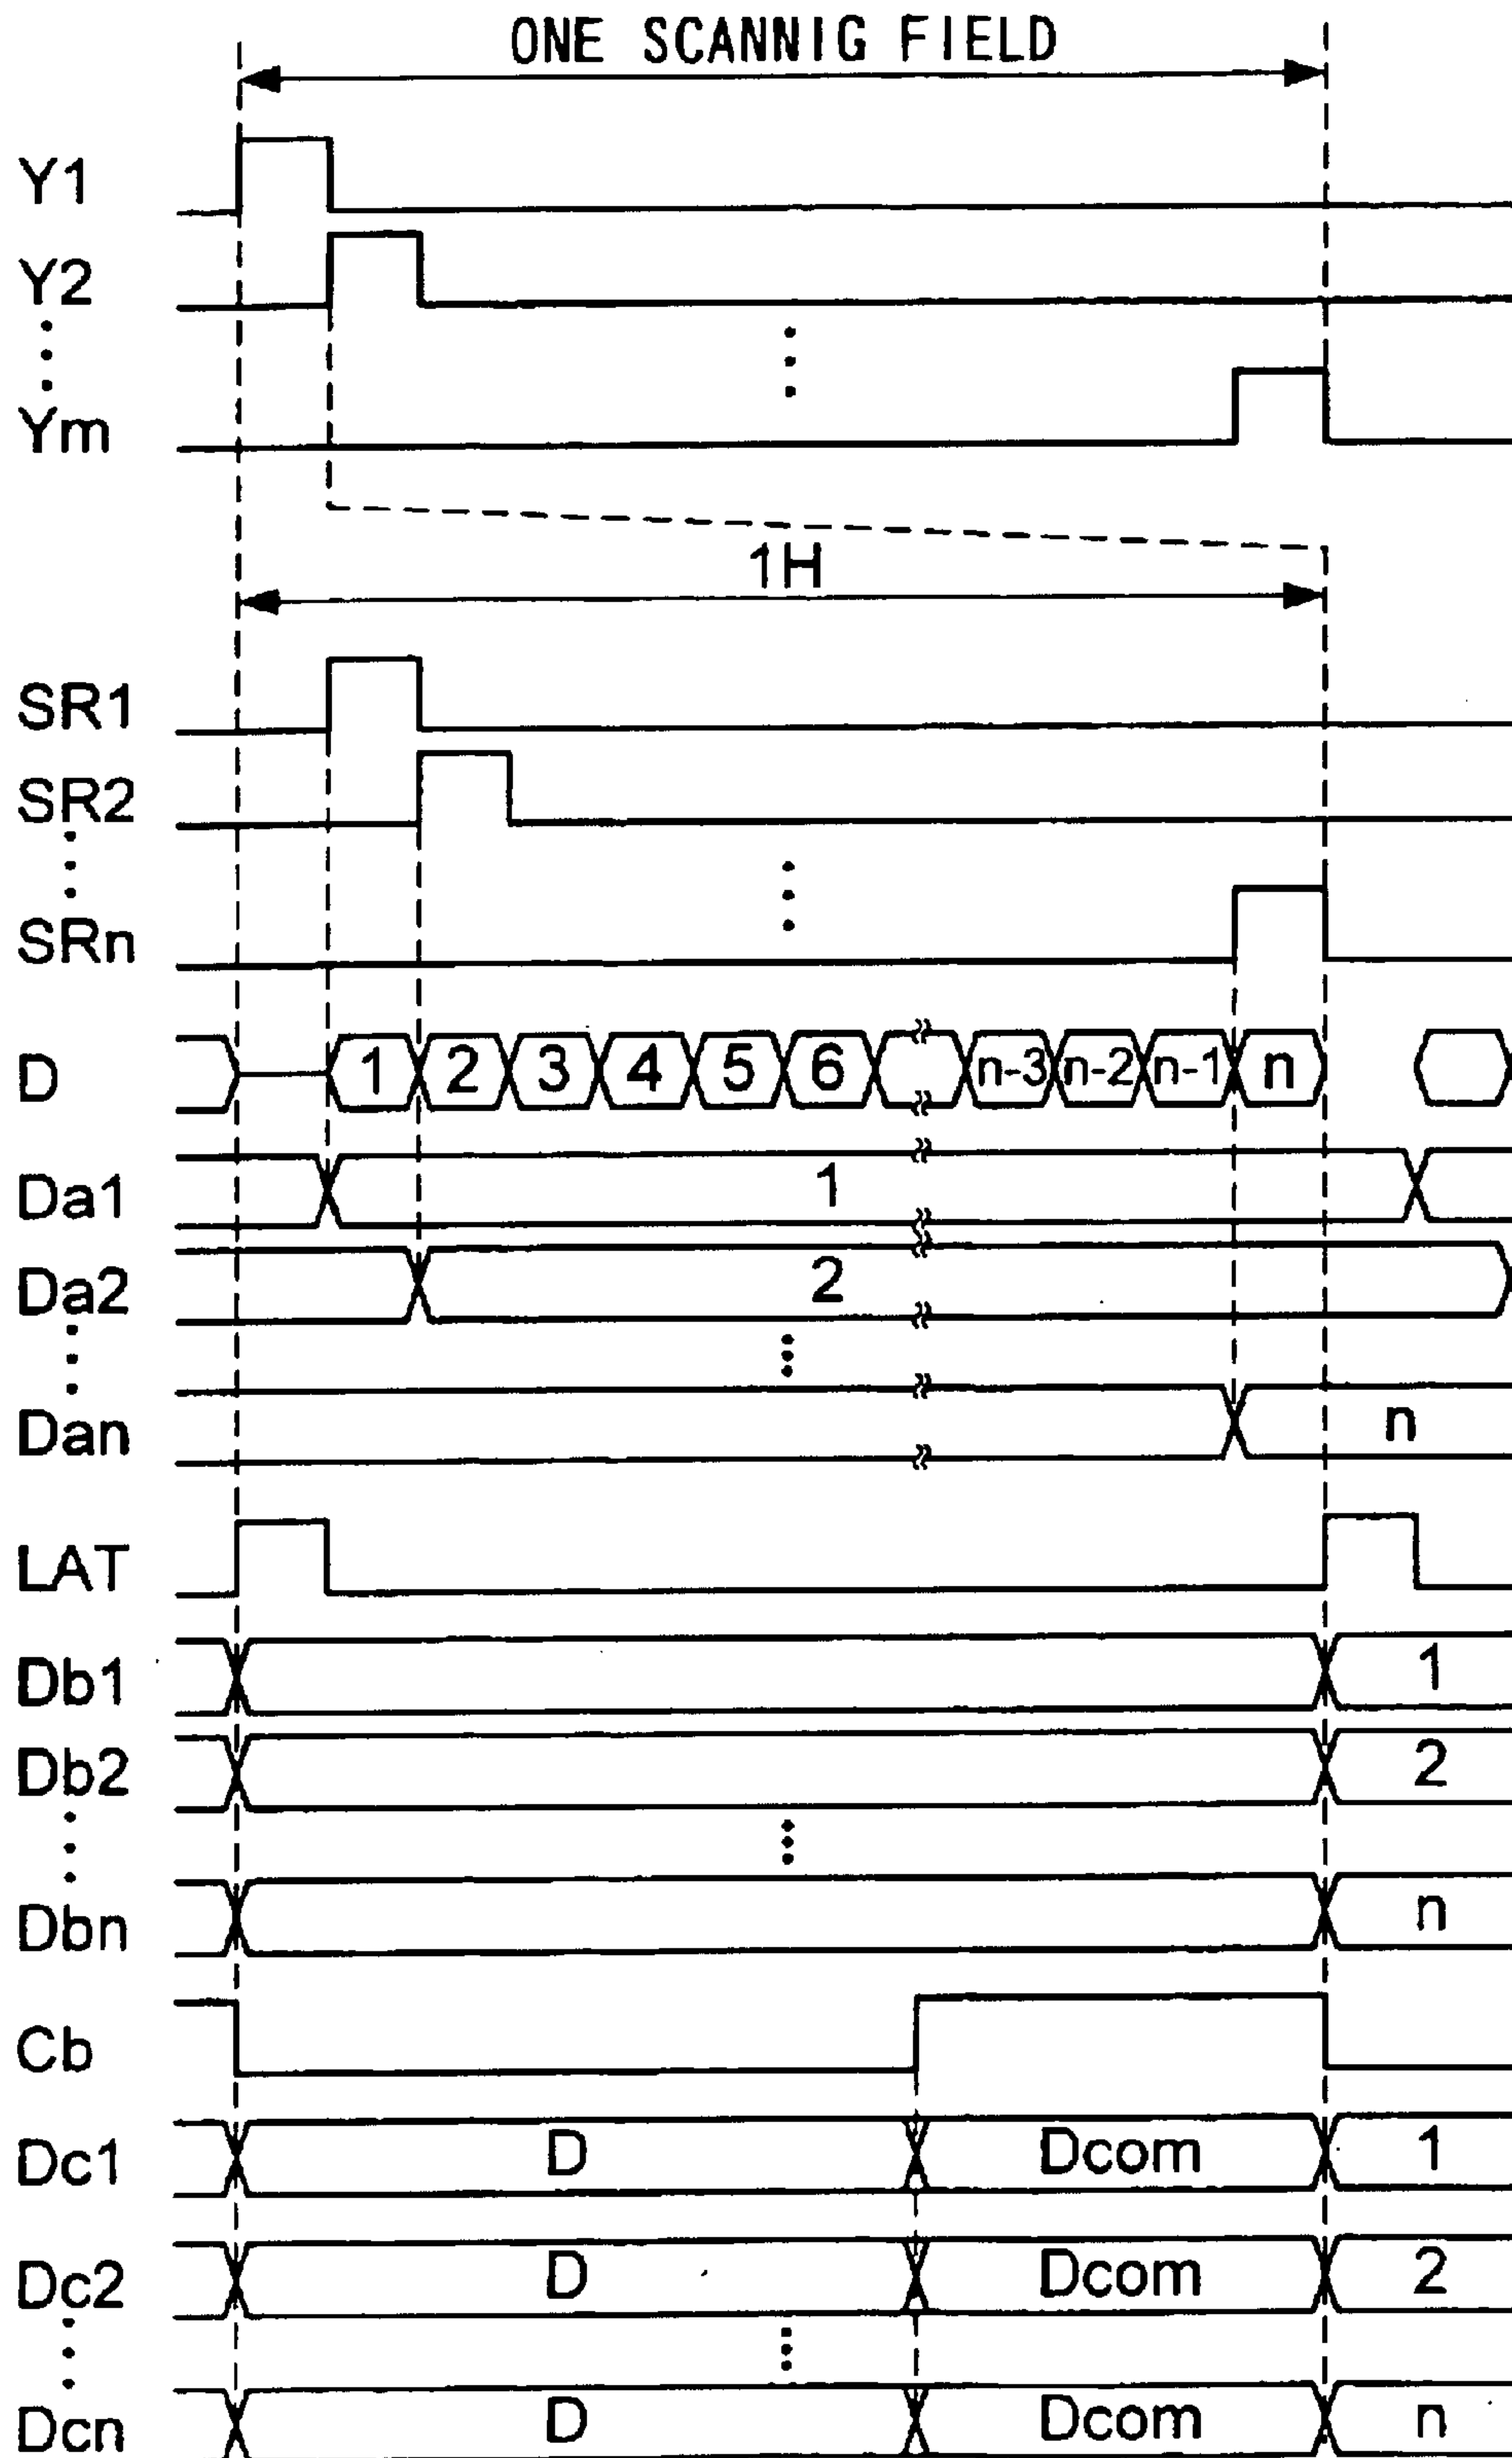 ONE SCANNIG FIELD
Y1
Y2
Ym
1H
SR1
SR2
SRn
D 1 2 3 4 5 6 n-3 n-2 n-1 n
Da1 1
Da2 2
Dan n
LAT
Db1 1
Db2 2
Dbn n
Cb
Dc1 D Dcom 1
Dc2 D Dcom 2
Dcn D Dcom n